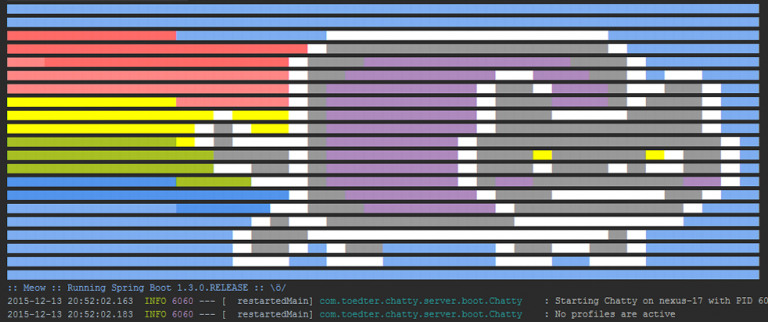 :: Meow :: Running Spring Boot 1.3.0.RELEASE :: \ö/
2015-12-13 20:52:02.163 INFO 6060 --- [ restartedMain] com.toedter.chatty.server.boot.Chatty : Starting Chatty on nexus-17 with PID 60
2015-12-13 20:52:02.183 INFO 6060 --- [ restartedMain] com.toedter.chatty.server.boot.Chatty : No profiles are active